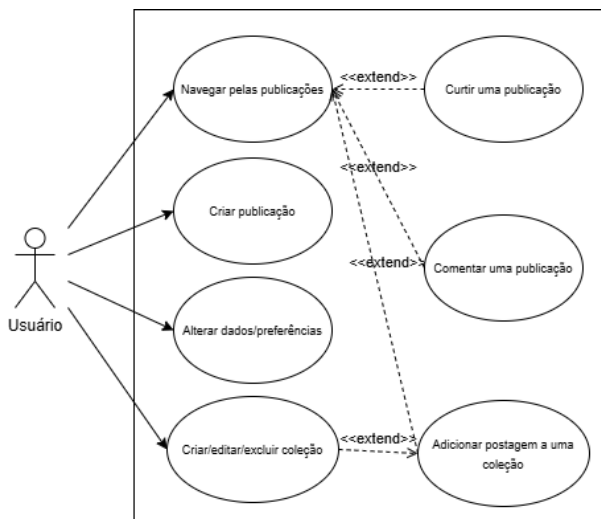 <<extend>>
Navegar pelas publicações
Curtir uma publicação
<<extend>>
Criar publicação
<<extend>>
Comentar uma publicação
Usuário
Alterar dados/preferências
<<extend>>
Criar/editar/excluir coleção
Adicionar postagem a uma
coleção